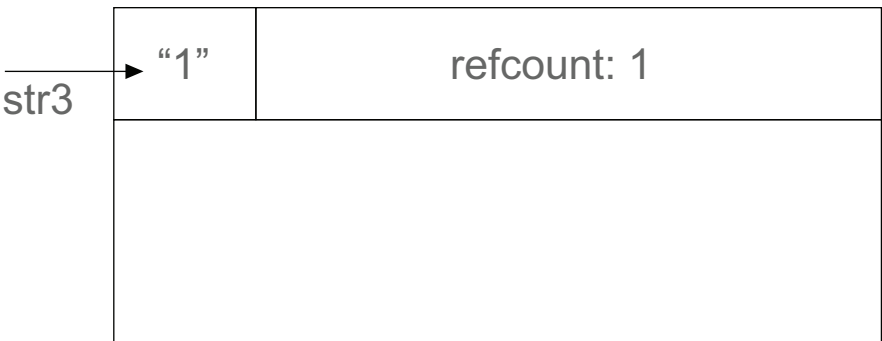 “1”
refcount: 1
str3